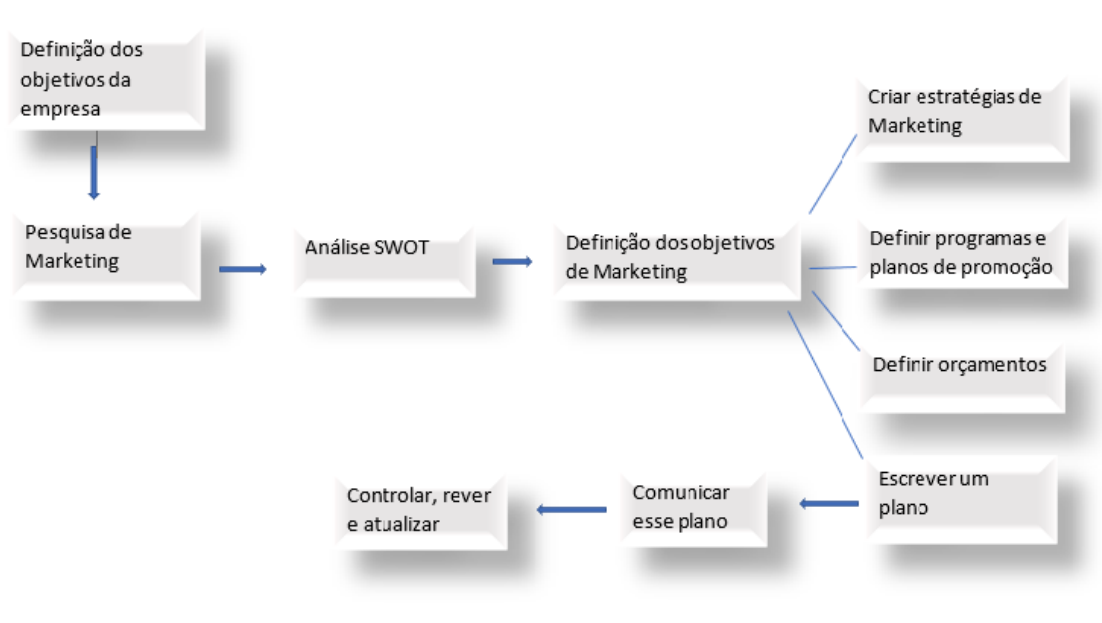 Definição dos
objetivos da
empresa
Pesquisa de
Marketing
Análise SWOT
Definição dos objetivos
de Marketing
Criar estratégias de
Marketing
Definir programas e
planos de promoção
Definir orçamentos
Escrever um
plano
Comunicar
esse plano
Controlar, rever
e atualizar